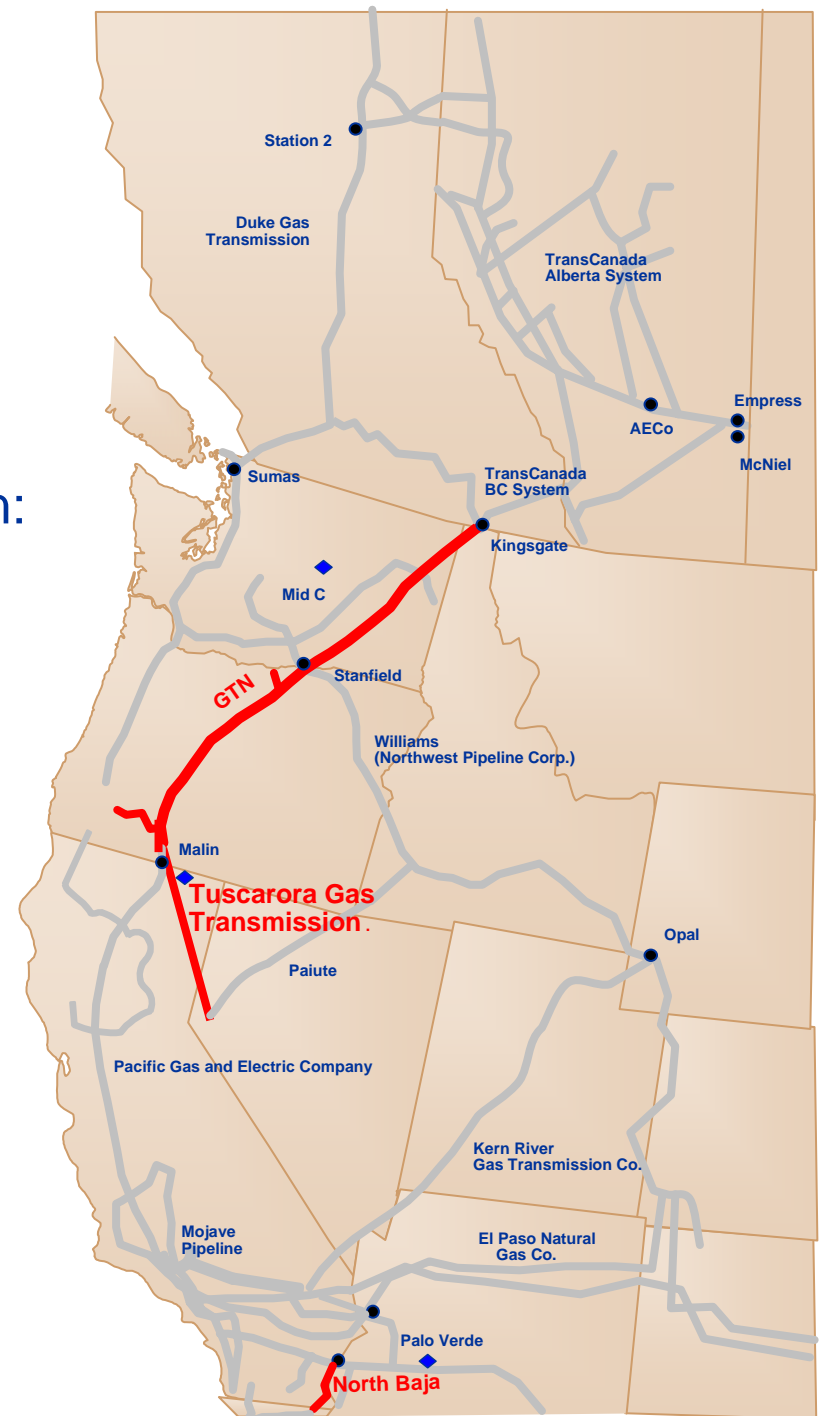 Station 2
Duke Gas
Transmission
TransCanada
Alberta System
Empress
AECo
McNiel
Sumas
TransCanada
BC System
n:
Kingsgate
Mid C
Stanfield
GTN
Williams
(Northwest Pipeline Corp.)
Malin
Tuscarora Gas
Transmission .
Opal
Paiute
Pacific Gas and Electric Company
Kern River
Gas Transmission Co.
Mojave
Pipeline
El Paso Natural
Gas Co.
Palo Verde
North Baja